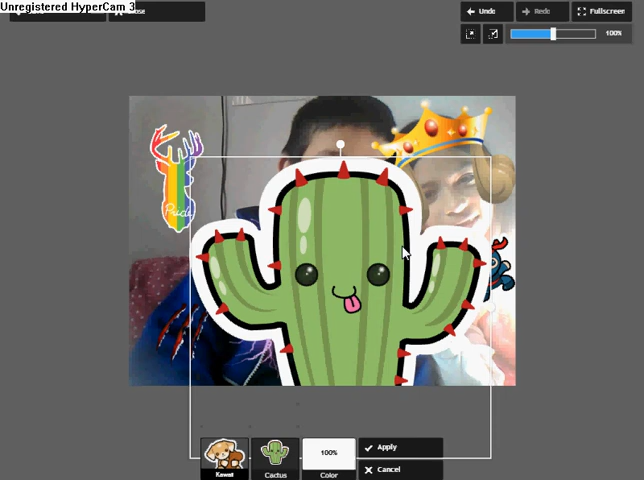 Unregistered HyperCam 3
Undo
Redo
Fullscreen
100%
Pride
100%
Apply
Kawaii
Cactus
Color
Cancel